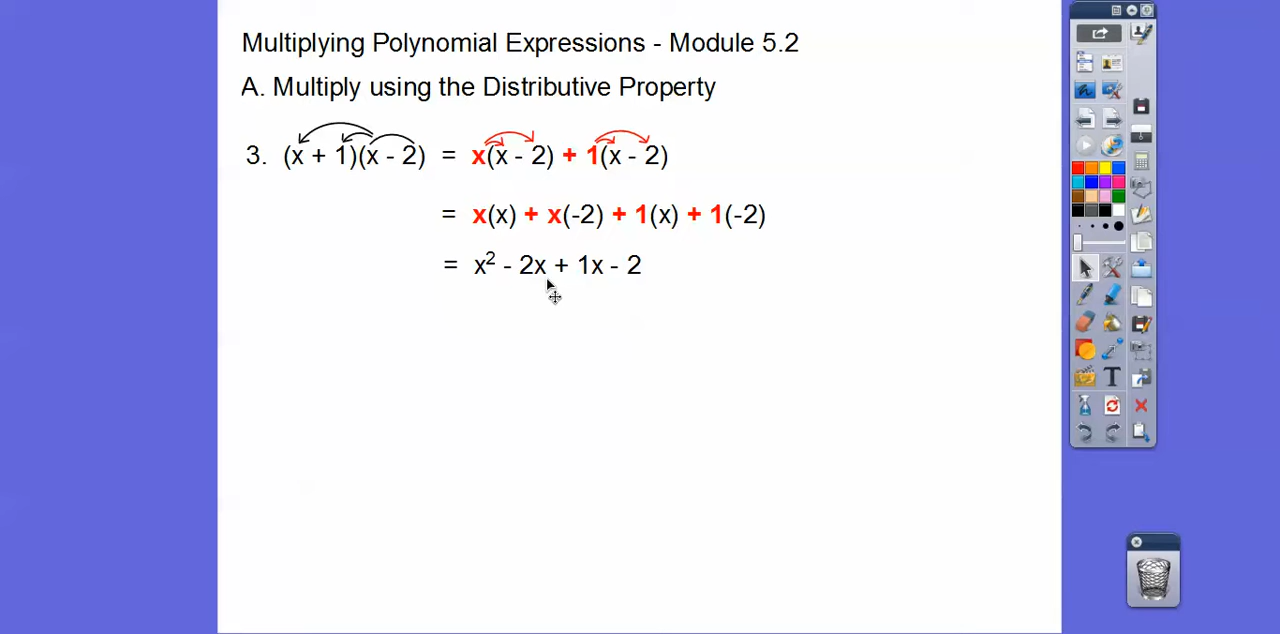 Multiplying Polynomial Expressions - Module 5.2
A. Multiply using the Distributive Property
3. (x + 1)(x - 2) = x(x - 2) + 1(x - 2)
= x(x) + x(-2) + 1(x) + 1(-2)
= x² - 2x + 1x - 2
T